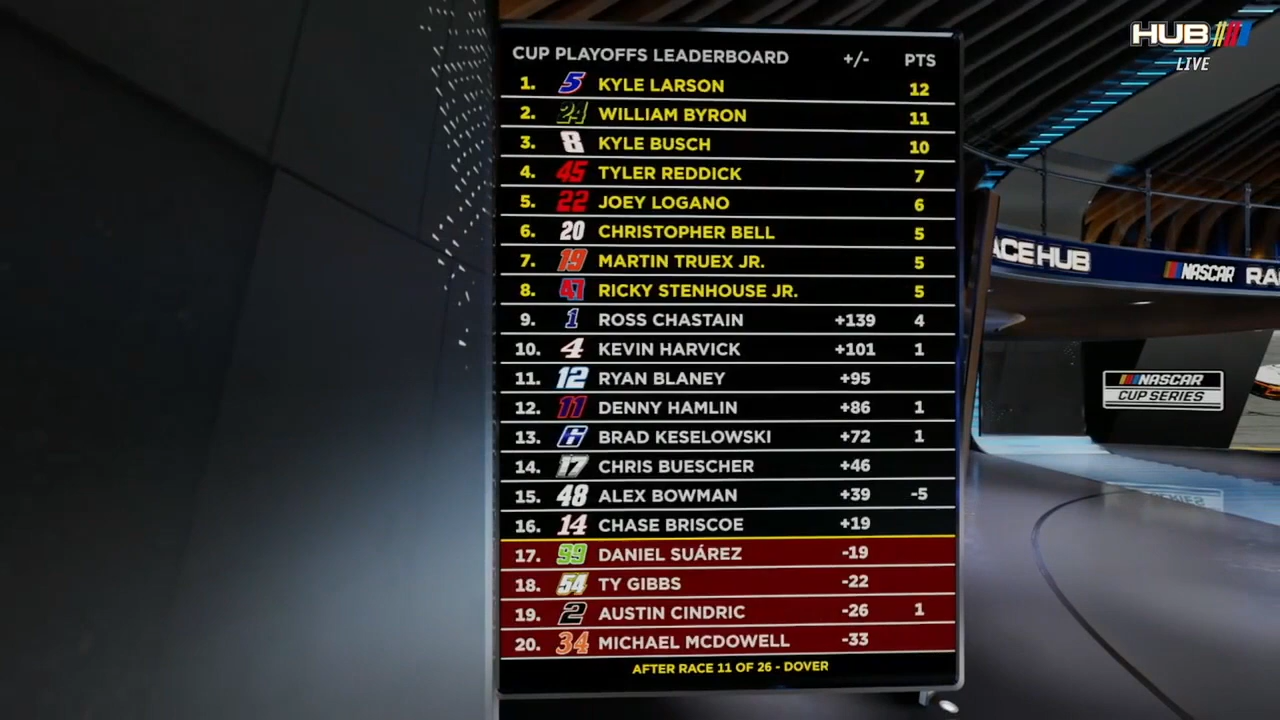 HUB
LIVE
CUP PLAYOFFS LEADERBOARD +/- PTS
1. 5 KYLE LARSON 12
2. 24 WILLIAM BYRON 11
3. 8 KYLE BUSCH 10
4. 45 TYLER REDDICK 7
5. 22 JOEY LOGANO 6
6. 20 CHRISTOPHER BELL 5
7. 19 MARTIN TRUEX JR. 5
8. 47 RICKY STENHOUSE JR. 5
9. 1 ROSS CHASTAIN +139 4
10. 4 KEVIN HARVICK +101 1
11. 12 RYAN BLANEY +95
12. 11 DENNY HAMLIN +86 1
13. 6 BRAD KESELOWSKI +72 1
14. 17 CHRIS BUESCHER +46
15. 48 ALEX BOWMAN +39 -5
16. 14 CHASE BRISCOE +19
17. 99 DANIEL SUÁREZ -19
18. 54 TY GIBBS -22
19. 2 AUSTIN CINDRIC -26 1
20. 34 MICHAEL MCDOWELL -33
AFTER RACE 11 OF 26 - DOVER
ACE HUB NASCAR RA
NASCAR
CUP SERIES